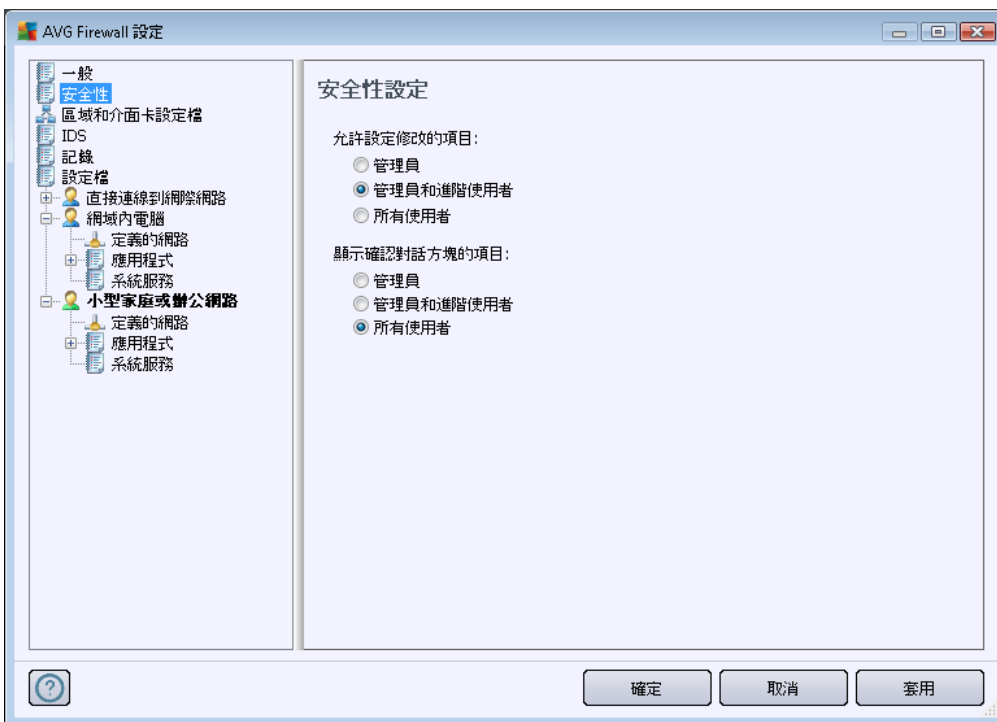 AVG Firewall 設定
一般
安全性
區域和介面卡設定檔
IDS
記錄
設定檔
直接連線到網際網路
網域內電腦
定義的網路
應用程式
系統服務
小型家庭或辦公網路
定義的網路
應用程式
系統服務
安全性設定
允許設定修改的項目:
管理員
管理員和進階使用者
所有使用者
顯示確認對話方塊的項目:
管理員
管理員和進階使用者
所有使用者
確定
取消
套用